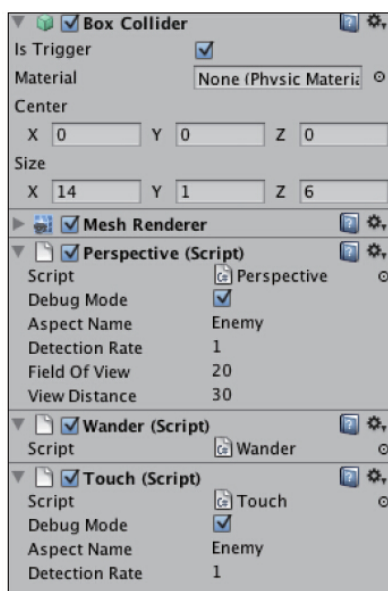 Box Collider
Is Trigger
Material None (Physic Materia
Center
X 0 Y 0 Z 0
Size
X 14 Y 1 Z 6
Mesh Renderer
Perspective (Script)
Script Perspective
Debug Mode
Aspect Name Enemy
Detection Rate 1
Field Of View 20
View Distance 30
Wander (Script)
Script Wander
Touch (Script)
Script Touch
Debug Mode
Aspect Name Enemy
Detection Rate 1